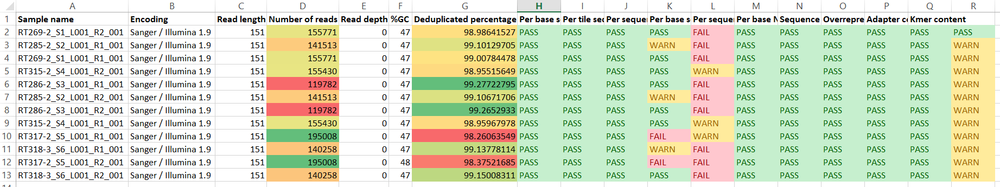 A B C D E F G H I J K L M N O P Q R
1 Sample name Encoding Read length Number of reads Read depth %GC Deduplicated percentage Per base s Per tile sec Per sequer Per base s Per sequer Per base N Sequence Overrepre Adapter c Kmer content
2 RT269-2_S1_L001_R2_001 Sanger / Illumina 1.9 151 155771 0 47 98.98641527 PASS PASS PASS PASS FAIL PASS PASS PASS PASS PASS PASS
3 RT285-2_S2_L001_R1_001 Sanger / Illumina 1.9 151 141513 0 47 99.10129705 PASS PASS PASS WARN FAIL PASS PASS PASS PASS PASS WARN
4 RT269-2_S1_L001_R1_001 Sanger / Illumina 1.9 151 155771 0 47 99.00784478 PASS PASS PASS PASS FAIL PASS PASS PASS PASS PASS WARN
5 RT315-2_S4_L001_R2_001 Sanger / Illumina 1.9 151 155430 0 47 98.95515649 PASS PASS PASS PASS WARN PASS PASS PASS PASS PASS WARN
6 RT286-2_S3_L001_R1_001 Sanger / Illumina 1.9 151 119782 0 47 99.27722795 PASS PASS PASS PASS FAIL PASS PASS PASS PASS PASS WARN
7 RT285-2_S2_L001_R2_001 Sanger / Illumina 1.9 151 141513 0 47 99.10671706 PASS PASS PASS WARN FAIL PASS PASS PASS PASS PASS WARN
8 RT286-2_S3_L001_R2_001 Sanger / Illumina 1.9 151 119782 0 47 99.2652933 PASS PASS PASS PASS FAIL PASS PASS PASS PASS PASS WARN
9 RT315-2_S4_L001_R1_001 Sanger / Illumina 1.9 151 155430 0 47 98.95967978 PASS PASS PASS PASS WARN PASS PASS PASS PASS PASS WARN
10 RT317-2_S5_L001_R1_001 Sanger / Illumina 1.9 151 195008 0 47 98.26063549 PASS PASS PASS FAIL WARN PASS PASS PASS PASS PASS WARN
11 RT318-3_S6_L001_R1_001 Sanger / Illumina 1.9 151 140258 0 47 99.13778114 PASS PASS PASS WARN FAIL PASS PASS PASS PASS PASS WARN
12 RT317-2_S5_L001_R2_001 Sanger / Illumina 1.9 151 195008 0 48 98.37521685 PASS PASS PASS FAIL FAIL PASS PASS PASS PASS PASS WARN
13 RT318-3_S6_L001_R2_001 Sanger / Illumina 1.9 151 140258 0 47 99.15008311 PASS PASS PASS PASS FAIL PASS PASS PASS PASS PASS WARN